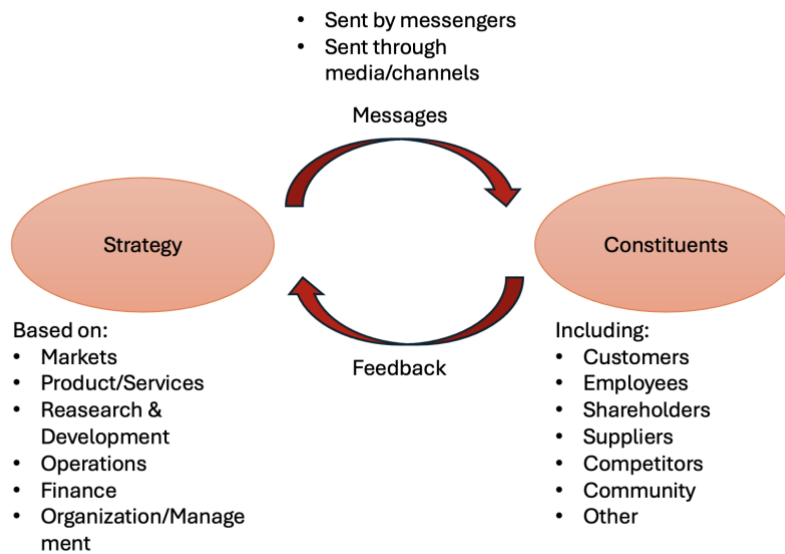 • Sent by messengers
• Sent through
media/channels
Messages
Strategy
Constituents
Based on:
• Markets
• Product/Services
• Reasearch &
Development
• Operations
• Finance
• Organization/Manage
ment
Feedback
Including:
• Customers
• Employees
• Shareholders
• Suppliers
• Competitors
• Community
• Other